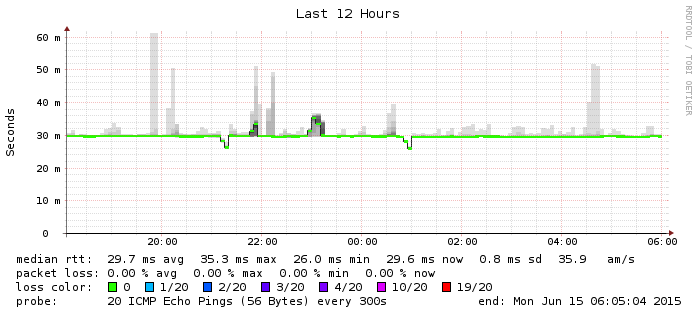 Last 12 Hours
RRDTOOL / TOBI OETIKER
Seconds
60 m
50 m
40 m
30 m
20 m
10 m
0
20:00 22:00 00:00 02:00 04:00 06:00
median rtt: 29.7 ms avg 35.3 ms max 26.0 ms min 29.6 ms now 0.8 ms sd 35.9 am/s
packet loss: 0.00 % avg 0.00 % max 0.00 % min 0.00 % now
loss color: 0 1/20 2/20 3/20 4/20 10/20 19/20
probe: 20 ICMP Echo Pings (56 Bytes) every 300s end: Mon Jun 15 06:05:04 2015